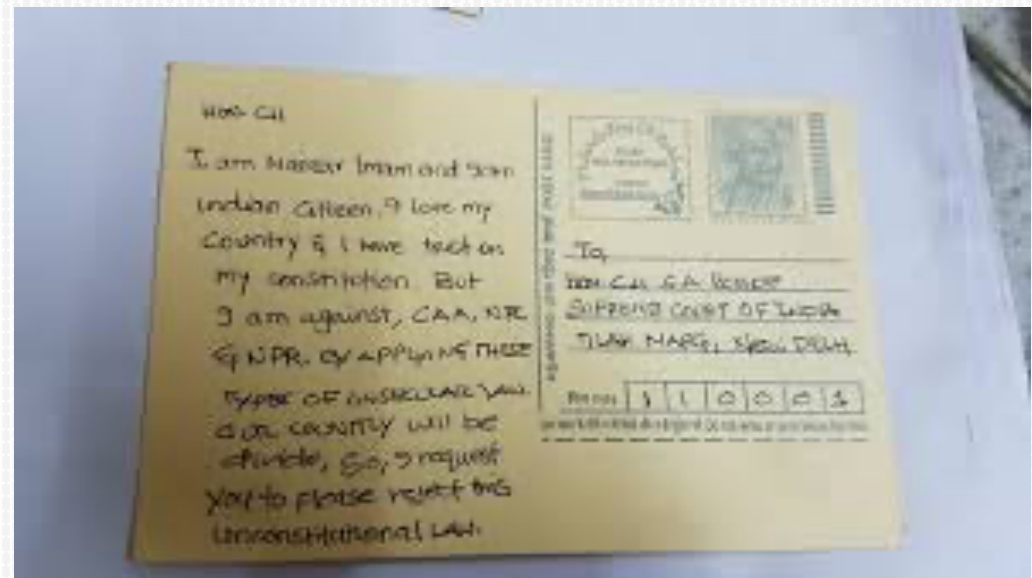 HON. CJI
I am Naiyar Imam and I am
Indian Citizen, I love my
Country & I have trust on
my constitution. But
I am against, CAA, NRC
& NPR. By APPLYING THESE
TYPE OF UNSECULAR LAW
our country will be
divide, So, I request
you to please reject this
Unconstitutional LAW.
To,
HON. CJI S.A. BOBDE
SUPREME COURT OF INDIA
TILAK MARG, New DELHI,
1 1 0 0 0 1